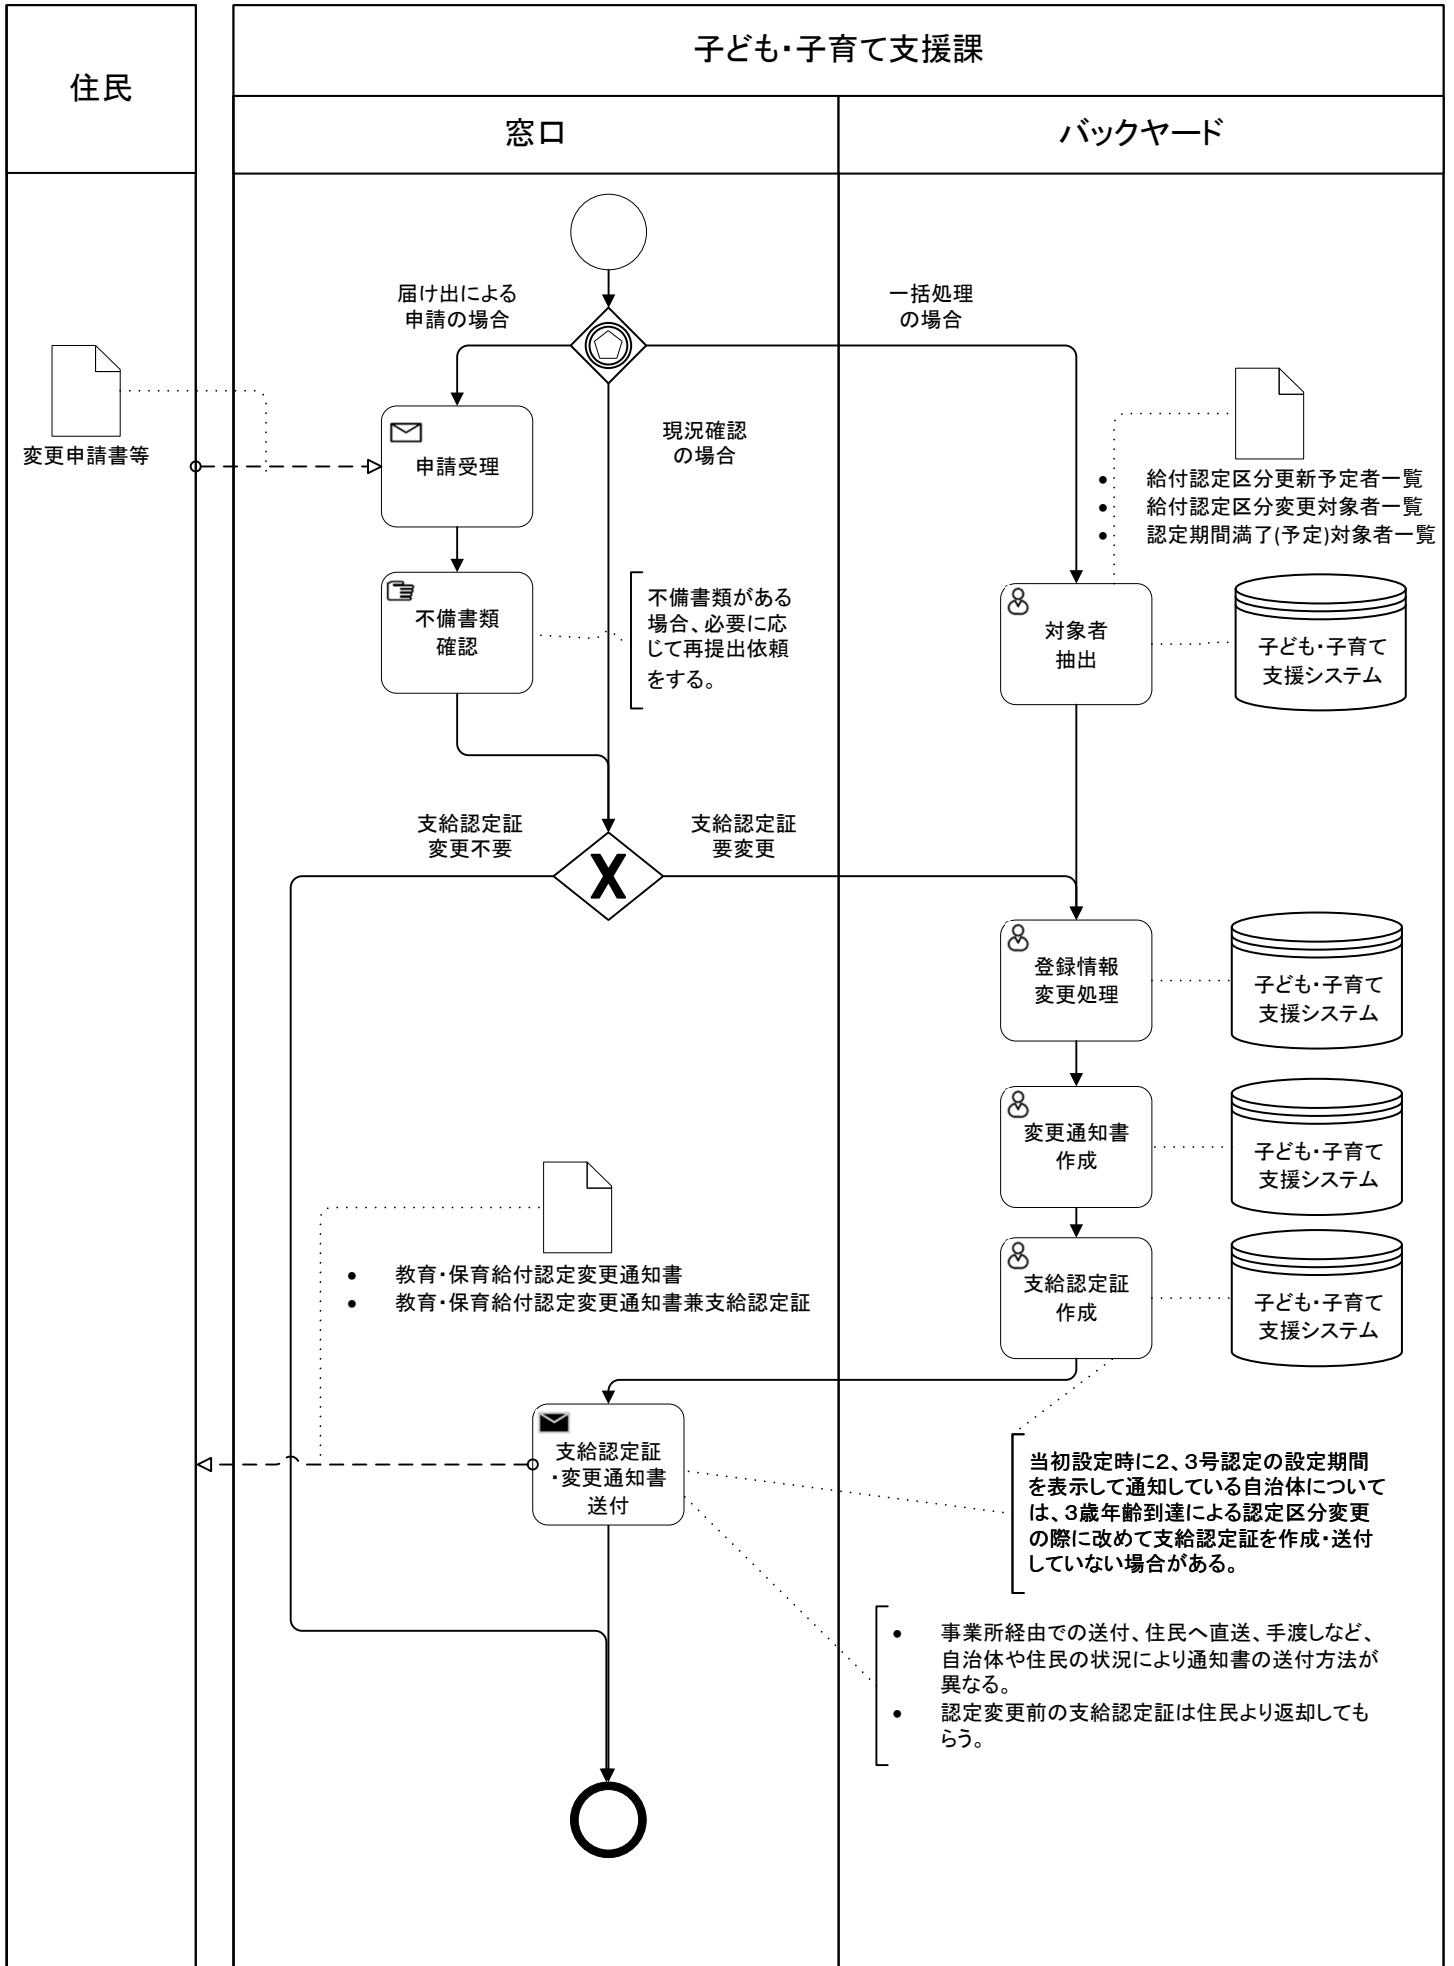 住民
子ども・子育て支援課
窓口
バックヤード
届け出による
申請の場合
一括処理
の場合
変更申請書等
申請受理
現況確認
の場合
• 給付認定区分更新予定者一覧
• 給付認定区分変更対象者一覧
• 認定期間満了(予定)対象者一覧
不備書類
確認
不備書類がある
場合、必要に応
じて再提出依頼
をする。
対象者
抽出
子ども・子育て
支援システム
支給認定証
変更不要
支給認定証
要変更
X
登録情報
変更処理
子ども・子育て
支援システム
変更通知書
作成
子ども・子育て
支援システム
• 教育・保育給付認定変更通知書
• 教育・保育給付認定変更通知書兼支給認定証
支給認定証
作成
子ども・子育て
支援システム
支給認定証
・変更通知書
送付
当初設定時に2、3号認定の設定期間
を表示して通知している自治体について
は、3歳年齢到達による認定区分変更
の際に改めて支給認定証を作成・送付
していない場合がある。
• 事業所経由での送付、住民へ直送、手渡しなど、
自治体や住民の状況により通知書の送付方法が
異なる。
• 認定変更前の支給認定証は住民より返却しても
らう。